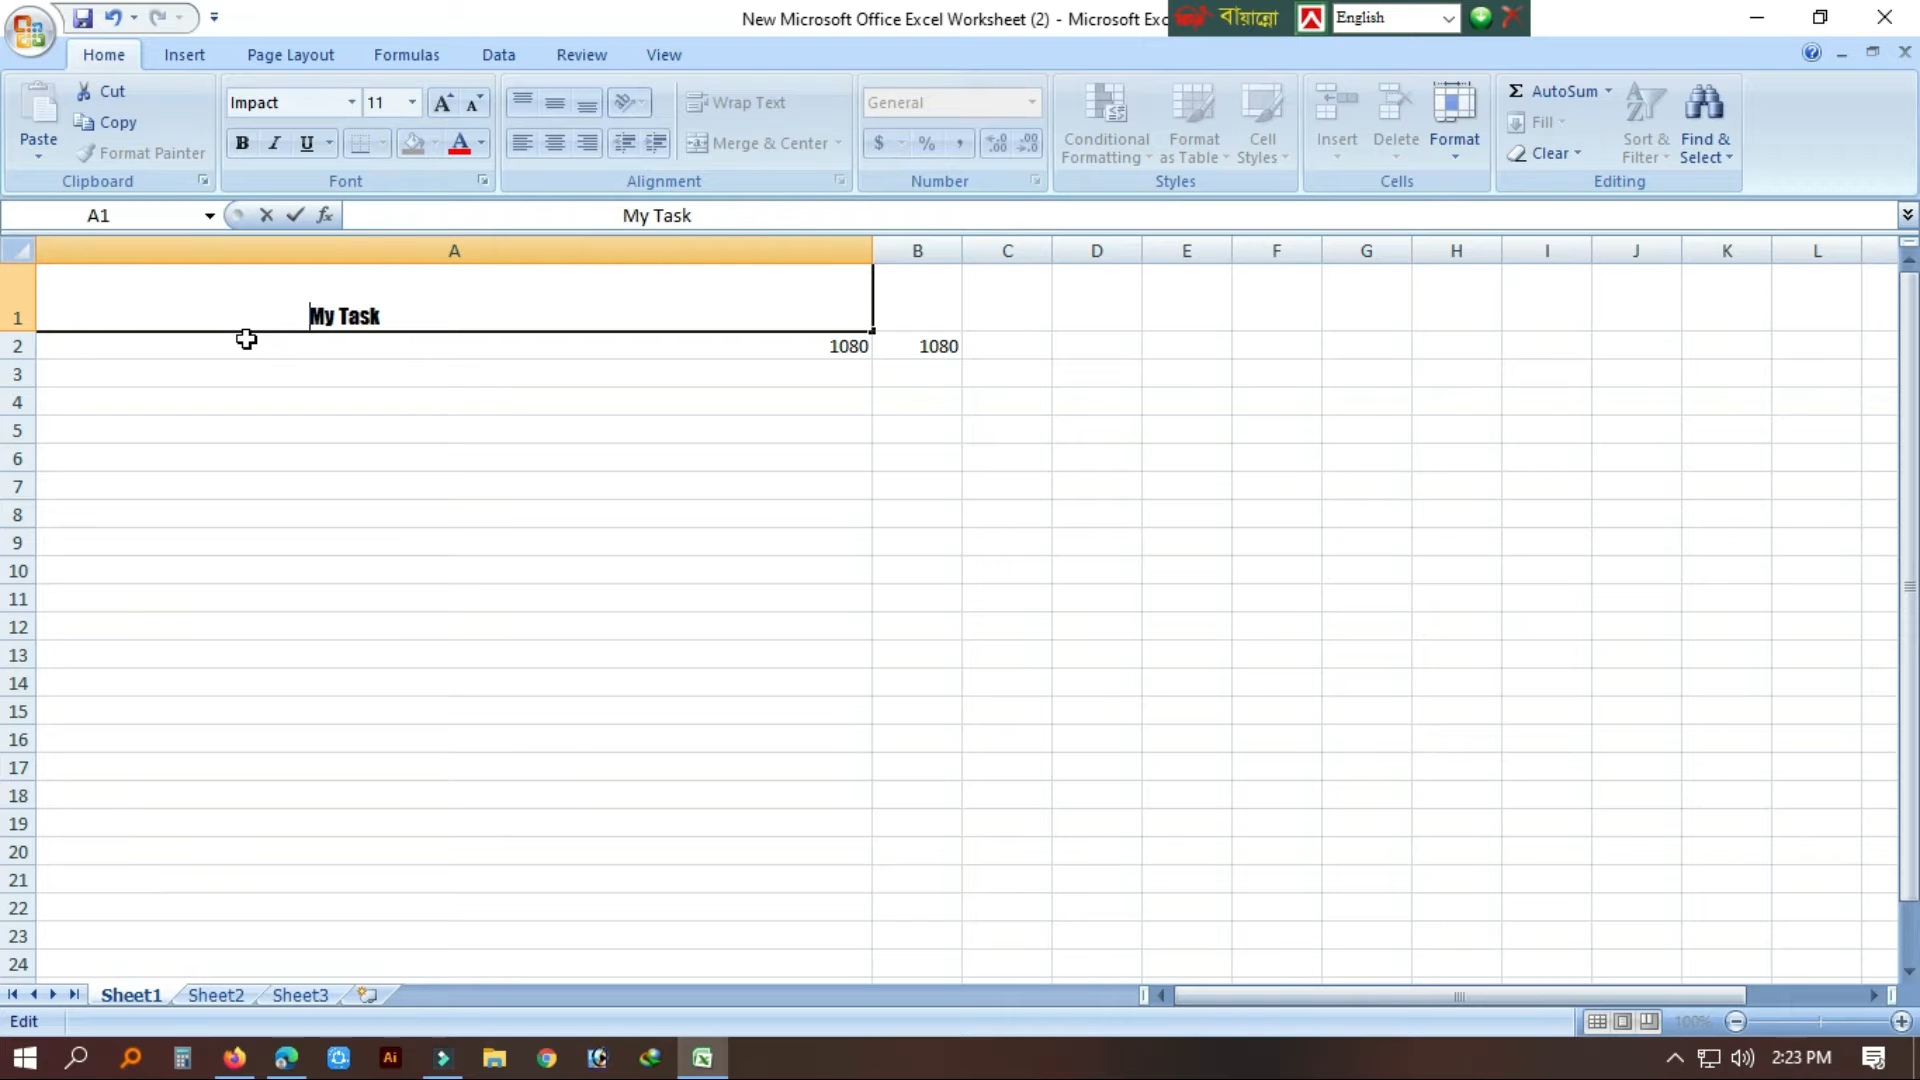 New Microsoft Office Excel Worksheet (2) - Microsoft Exc
বাঁয়ান্নো
English
Home Insert Page Layout Formulas Data Review View
Paste
Cut
Copy
Format Painter
Clipboard
Impact 11
B I U
Font
Wrap Text
Merge & Center
Alignment
General
$ % ,
Number
Conditional Formatting
Format as Table
Cell Styles
Styles
Insert Delete Format
Cells
Σ AutoSum
Fill
Clear
Sort & Filter
Find & Select
Editing
A1 fx My Task
A B C D E F G H I J K L
1 My Task
2 1080 1080
3
4
5
6
7
8
9
10
11
12
13
14
15
16
17
18
19
20
21
22
23
24
Sheet1 Sheet2 Sheet3
Edit 100%
Ai 2:23 PM